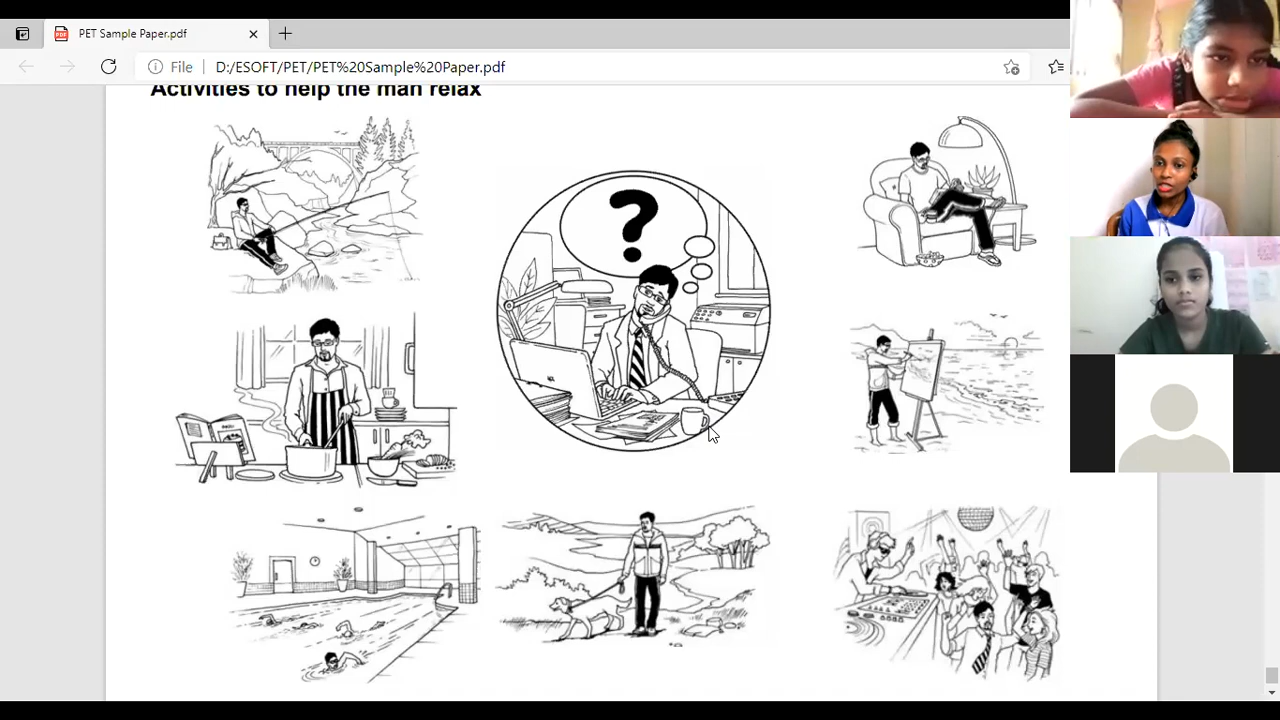 PET Sample Paper.pdf
File
D:/ESOFT/PET/PET%20Sample%20Paper.pdf
Activities to help the man relax
?